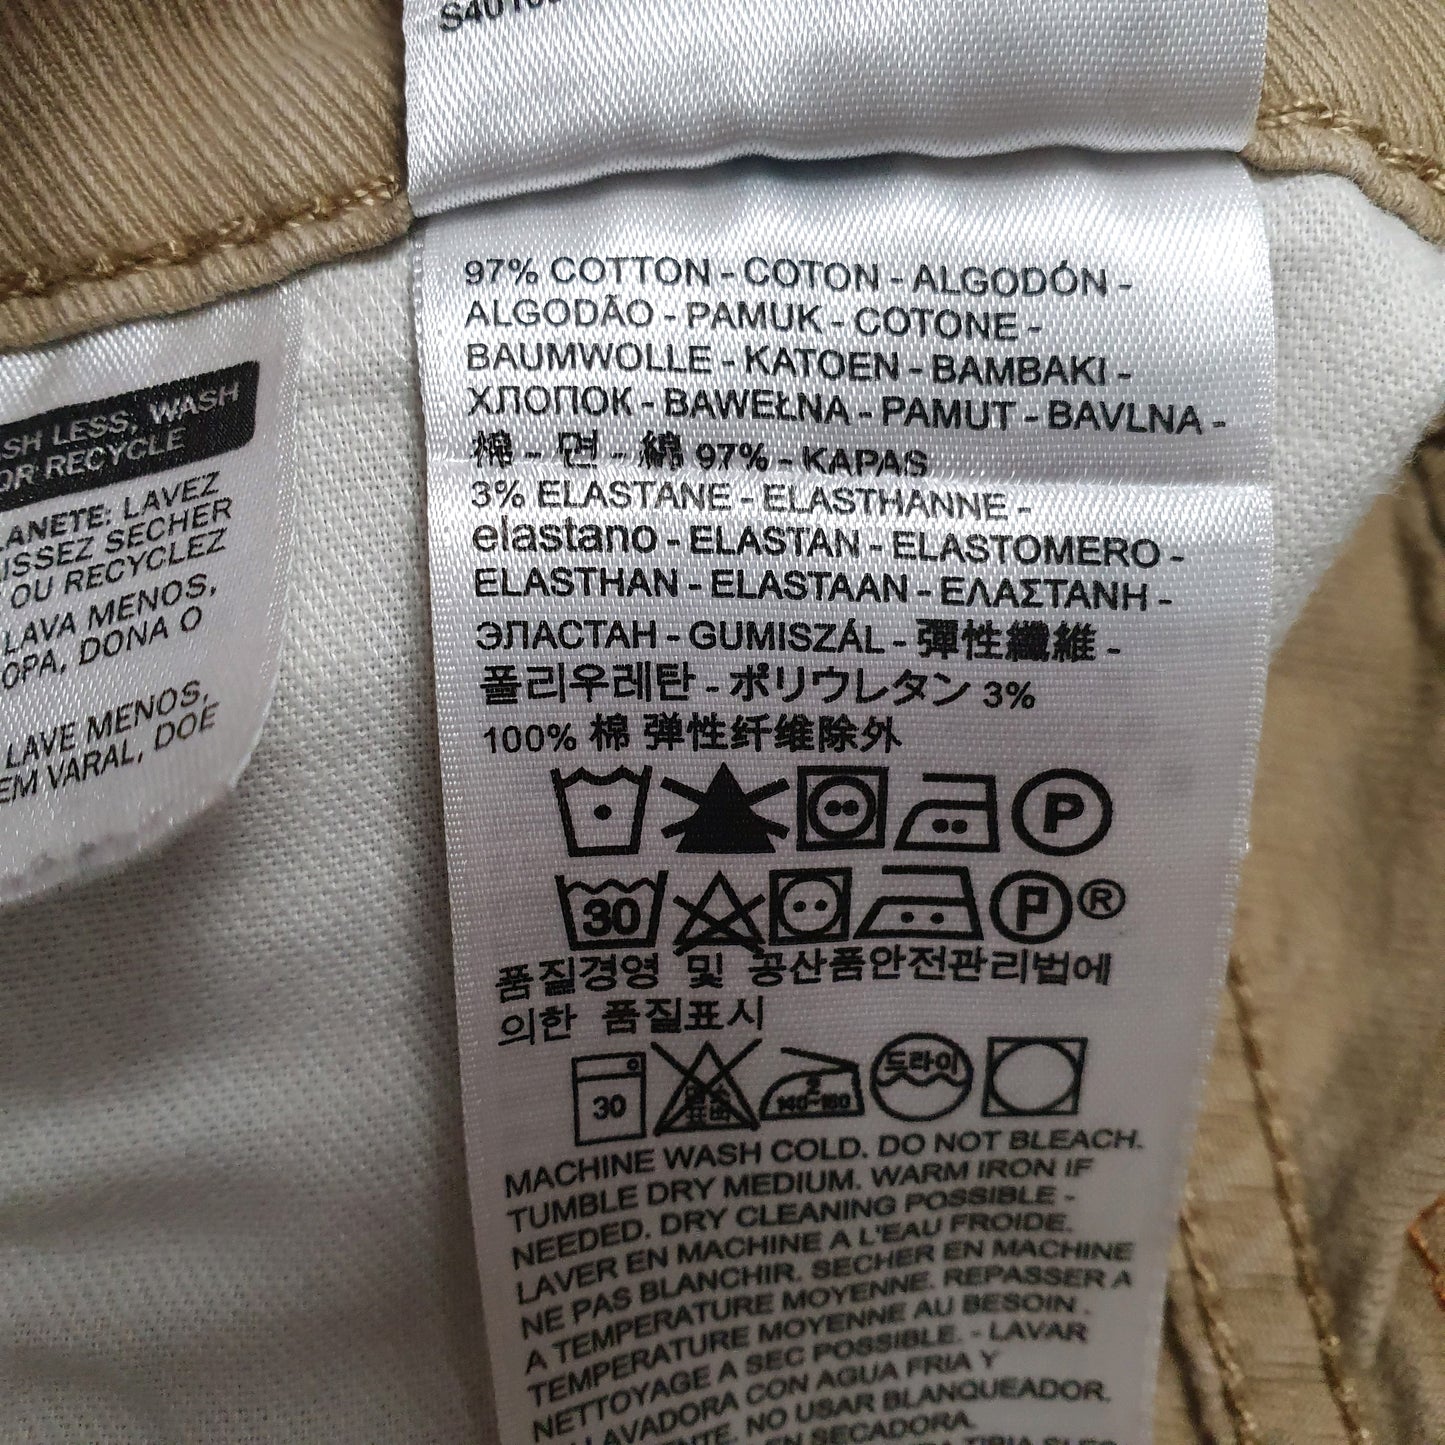 97% COTTON - COTON - ALGODÓN -
ALGODÃO - PAMUK - COTONE -
BAUMWOLLE - KATOEN - BAMBAKI -
ХЛОПОК - BAWEŁNA - PAMUT - BAVLNA -
棉 - 면 - 綿 97% - KAPAS
3% ELASTANE - ELASTHANNE -
elastano - ELASTAN - ELASTOMERO -
ELASTHAN - ELASTAAN - ΕΛΑΣΤΑΝΗ -
ЭЛАСТАН - GUMISZÁL - 彈性纖維 -
폴리우레탄 - ポリウレタン 3%
100% 棉 弹性纤维除外
P
30 P ®
품질경영 및 공산품안전관리법에
의한 품질표시
30 2 140~160 드라이
MACHINE WASH COLD. DO NOT BLEACH.
TUMBLE DRY MEDIUM. WARM IRON IF
NEEDED. DRY CLEANING POSSIBLE -
LAVER EN MACHINE A L'EAU FROIDE.
NE PAS BLANCHIR. SECHER EN MACHINE
A TEMPERATURE MOYENNE. REPASSER A
TEMPERATURE MOYENNE AU BESOIN.
NETTOYAGE A SEC POSSIBLE. - LAVAR
LAVADORA CON AGUA FRIA Y
NO USAR BLANQUEADOR.
SECADORA
LESS, WASH
OR RECYCLE
LAVEZ
SECHER
OU RECYCLEZ
LAVA MENOS,
DONA O
LAVE MENOS,
EM VARAL, DOE